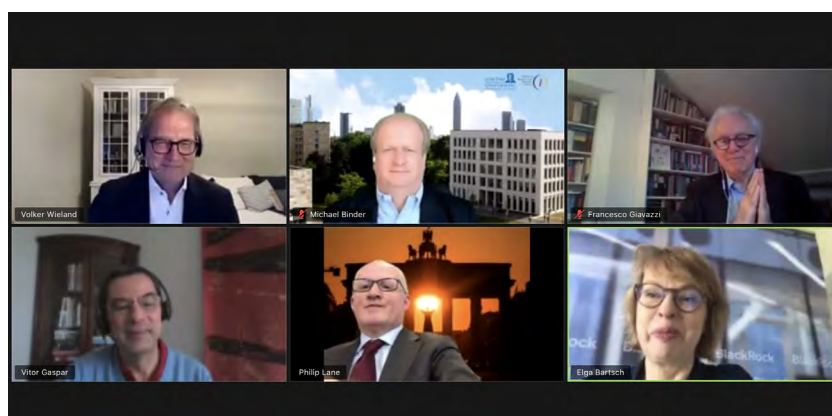 Volker Wieland
Michael Binder
Francesco Giavazzi
Vitor Gaspar
Philip Lane
Elga Bartsch
BlackRock